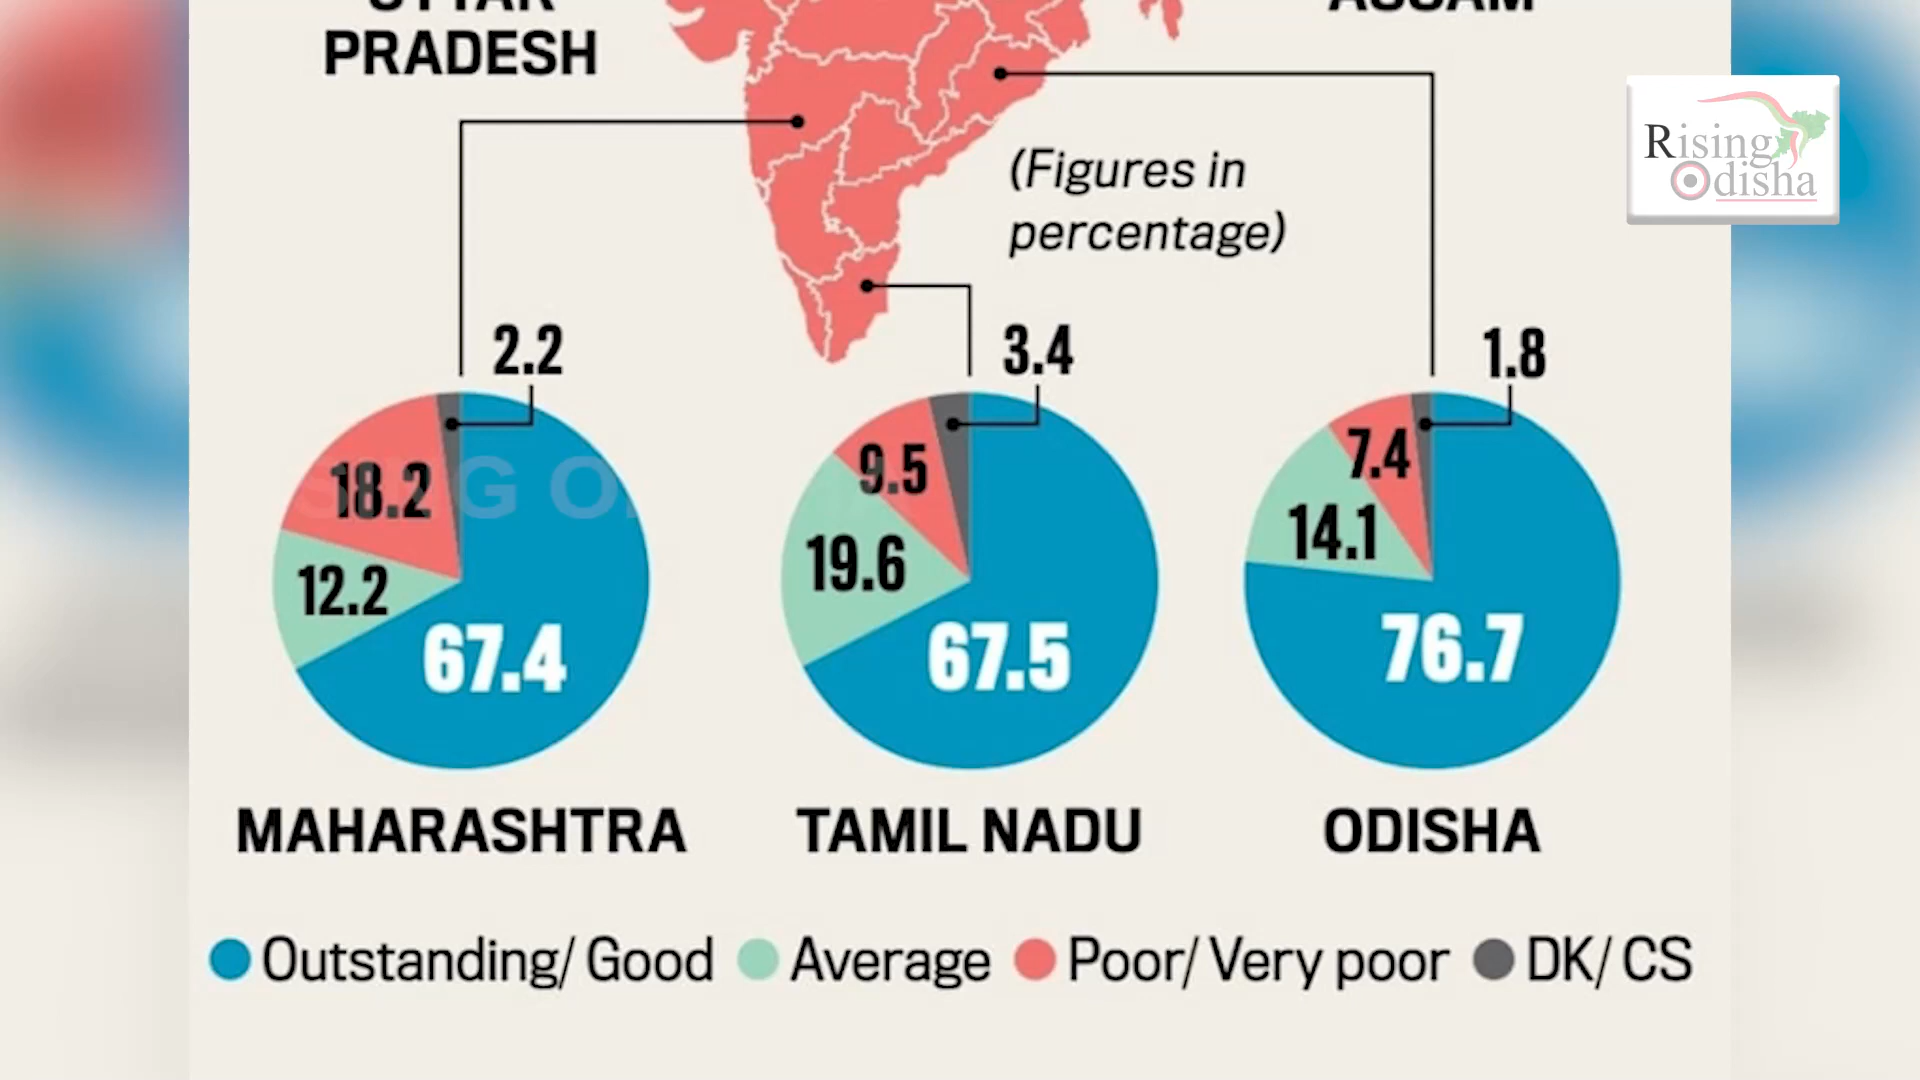 UTTAR
PRADESH
ASSAM
(Figures in
percentage)
Rising
Odisha
2.2
3.4
1.8
18.2
12.2
67.4
9.5
19.6
67.5
7.4
14.1
76.7
MAHARASHTRA
TAMIL NADU
ODISHA
Outstanding/ Good
Average
Poor/ Very poor
DK/ CS